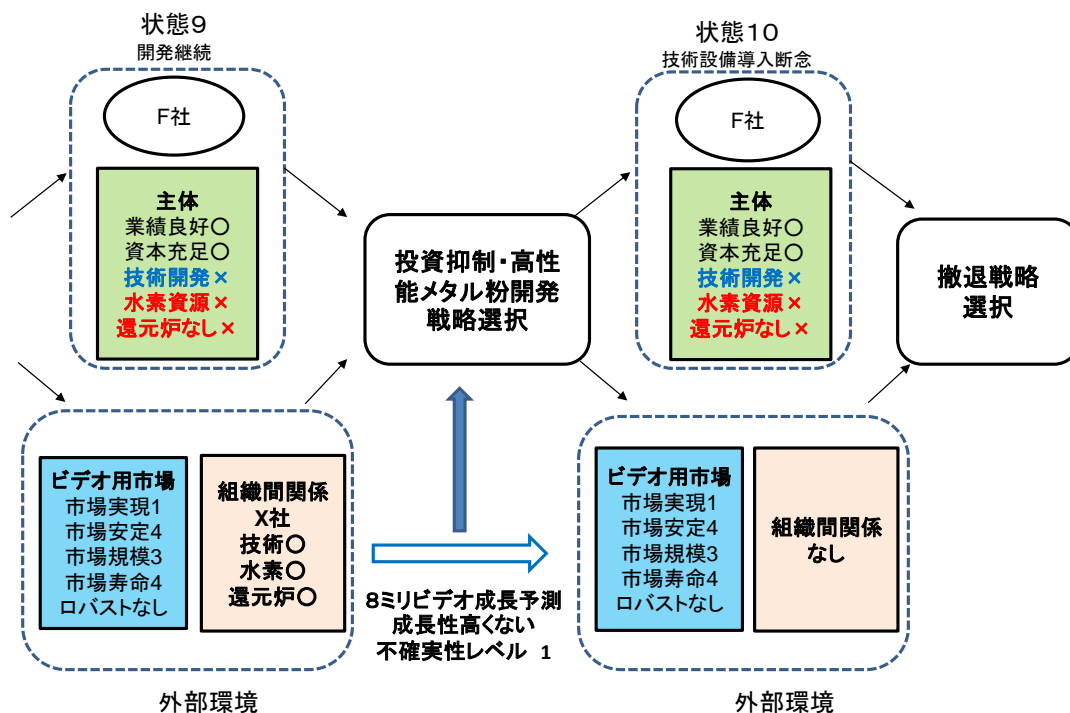 状態９
開発継続
F社
主体
業績良好〇
資本充足〇
技術開発×
水素資源×
還元炉なし×
ビデオ用市場
市場実現1
市場安定4
市場規模3
市場寿命4
ロバストなし
組織間関係
X社
技術〇
水素〇
還元炉〇
外部環境
投資抑制・高性
能メタル粉開発
戦略選択
8ミリビデオ成長予測
成長性高くない
不確実性レベル 1
状態１０
技術設備導入断念
F社
主体
業績良好〇
資本充足〇
技術開発×
水素資源×
還元炉なし×
ビデオ用市場
市場実現1
市場安定4
市場規模3
市場寿命4
ロバストなし
組織間関係
なし
外部環境
撤退戦略
選択